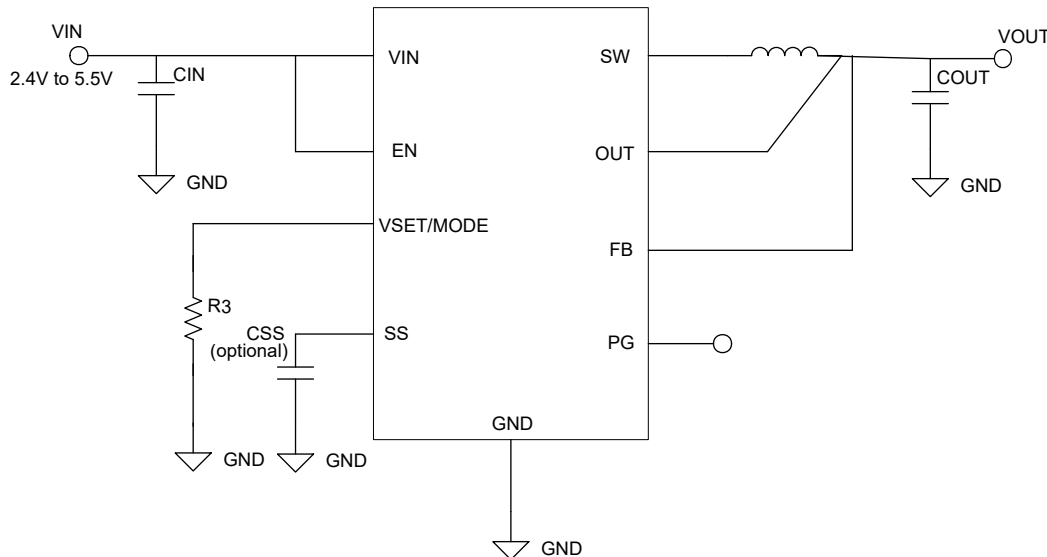 VIN
2.4V to 5.5V
CIN
GND
VIN
EN
VSET/MODE
R3
CSS
(optional)
SS
GND
GND
GND
GND
SW
OUT
FB
PG
VOUT
COUT
GND